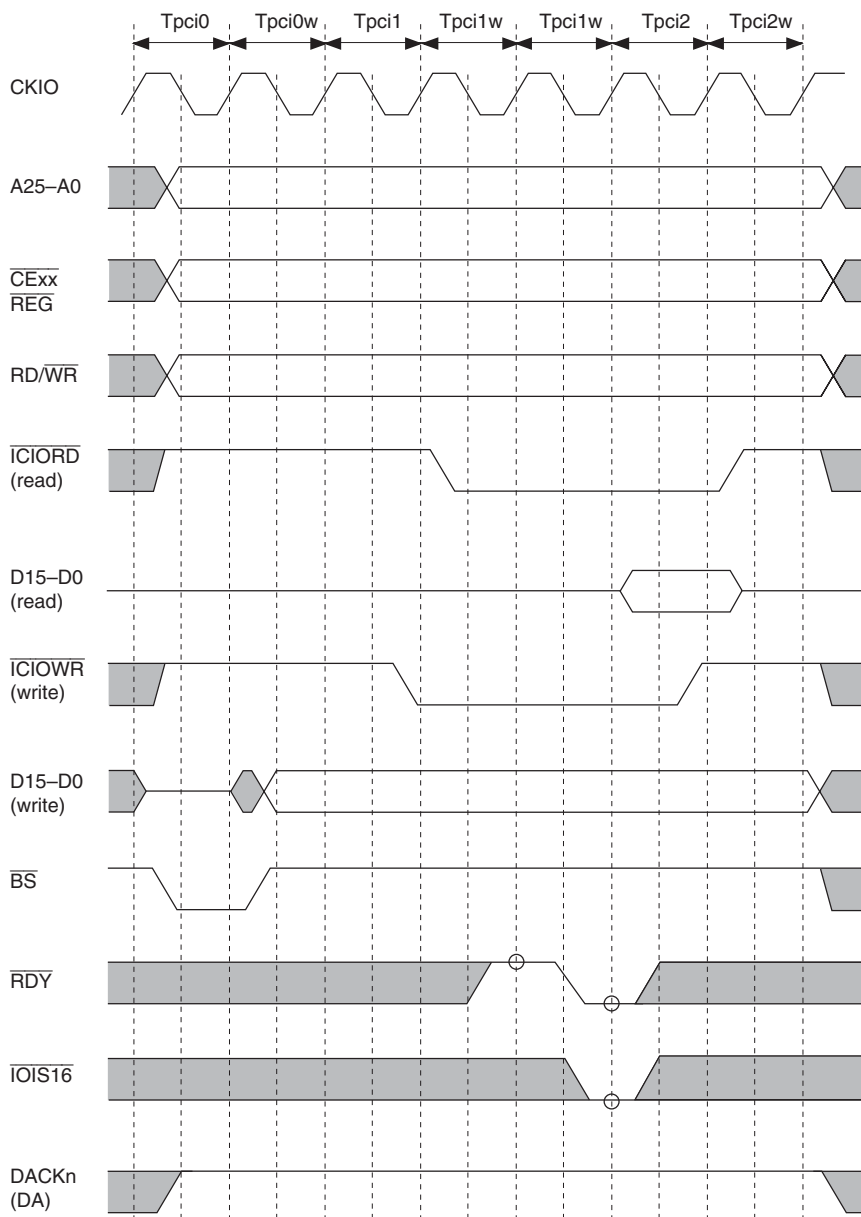 Tpci0 Tpci0w Tpci1 Tpci1w Tpci1w Tpci2 Tpci2w
CKIO
A25–A0
CExx
REG
RD/WR
ICIORD
(read)
D15–D0
(read)
ICIOWR
(write)
D15–D0
(write)
BS
RDY
IOIS16
DACKn
(DA)